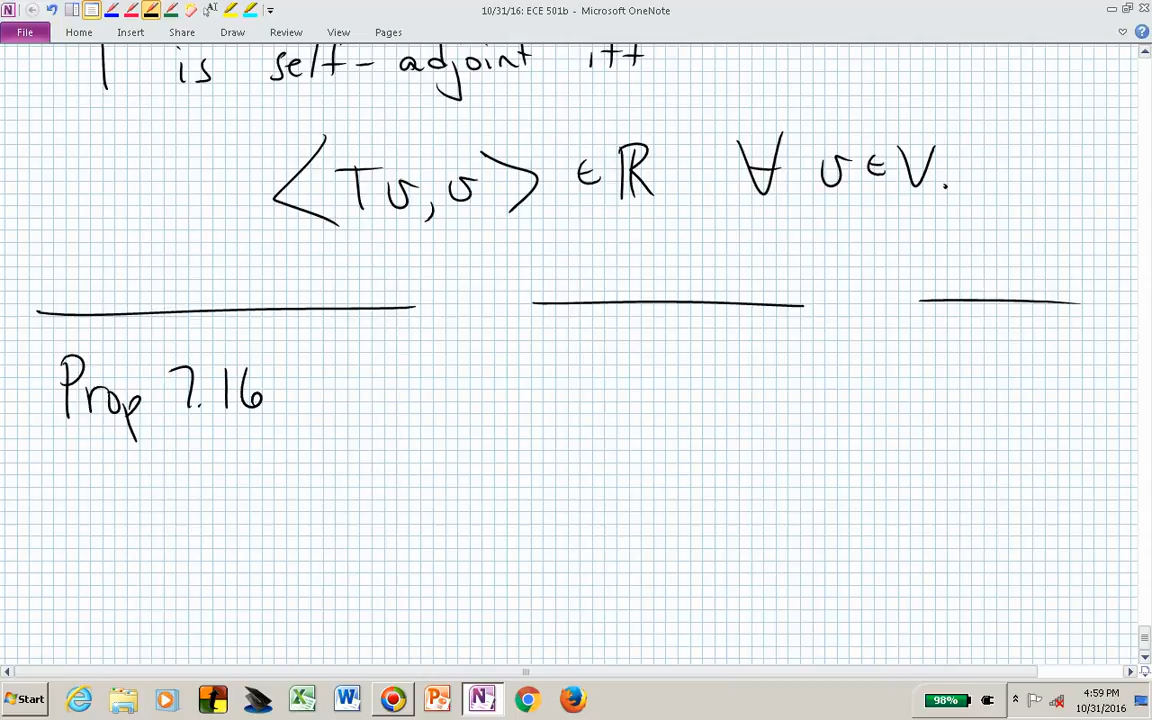 10/31/16: ECE 501b - Microsoft OneNote
File Home Insert Share Draw Review View Pages
T is self-adjoint iff
<Tv, v> ∈ ℝ ∀ v ∈ V.
Prop 7.16
Start
98%
4:59 PM
10/31/2016